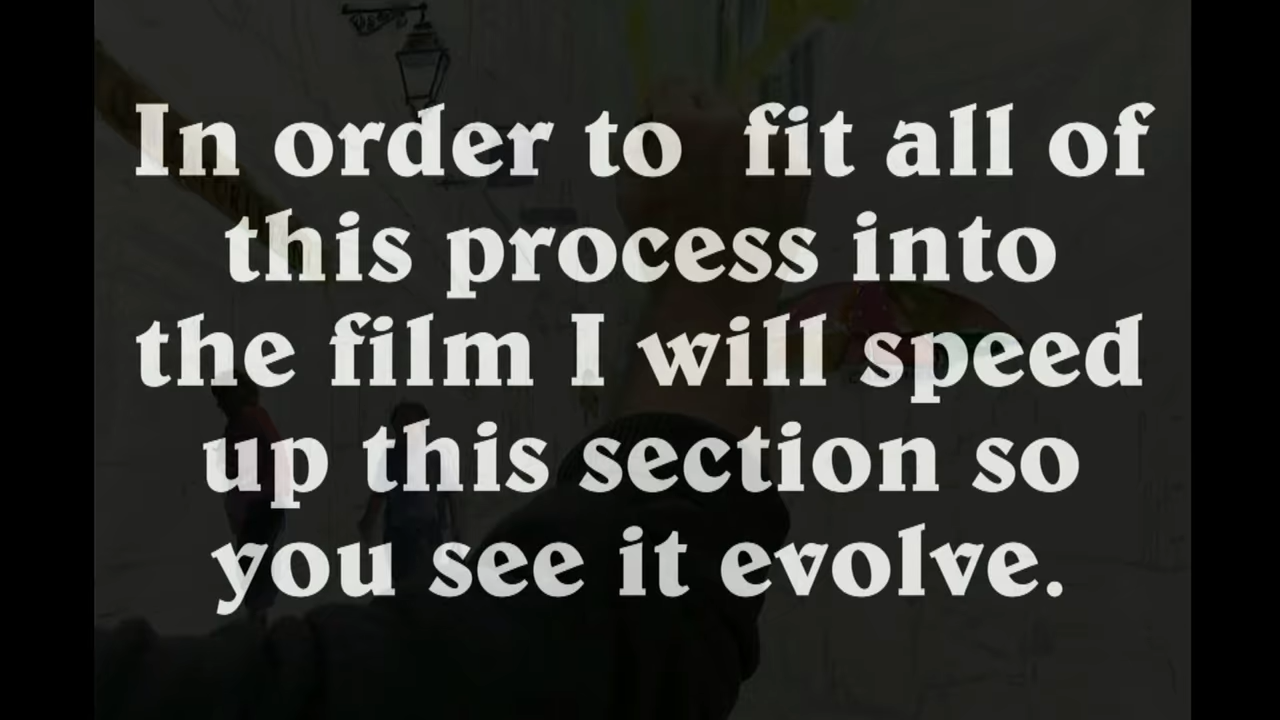 In order to  fit all of
this process into
the film I will speed
up this section so
you see it evolve.